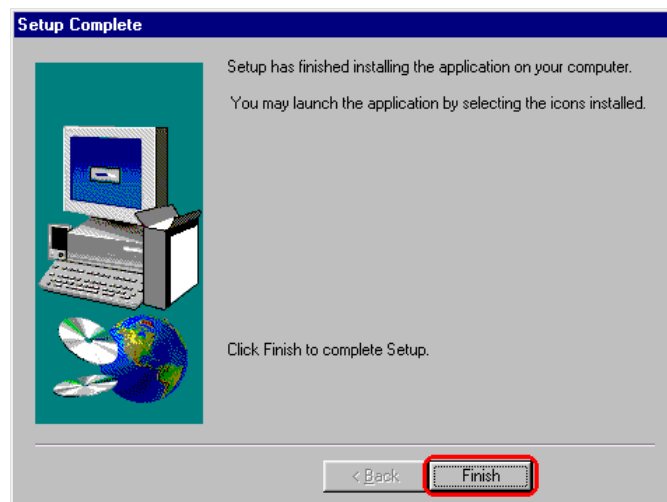 Setup Complete
Setup has finished installing the application on your computer.
You may launch the application by selecting the icons installed.
Click Finish to complete Setup.
< Back
Finish